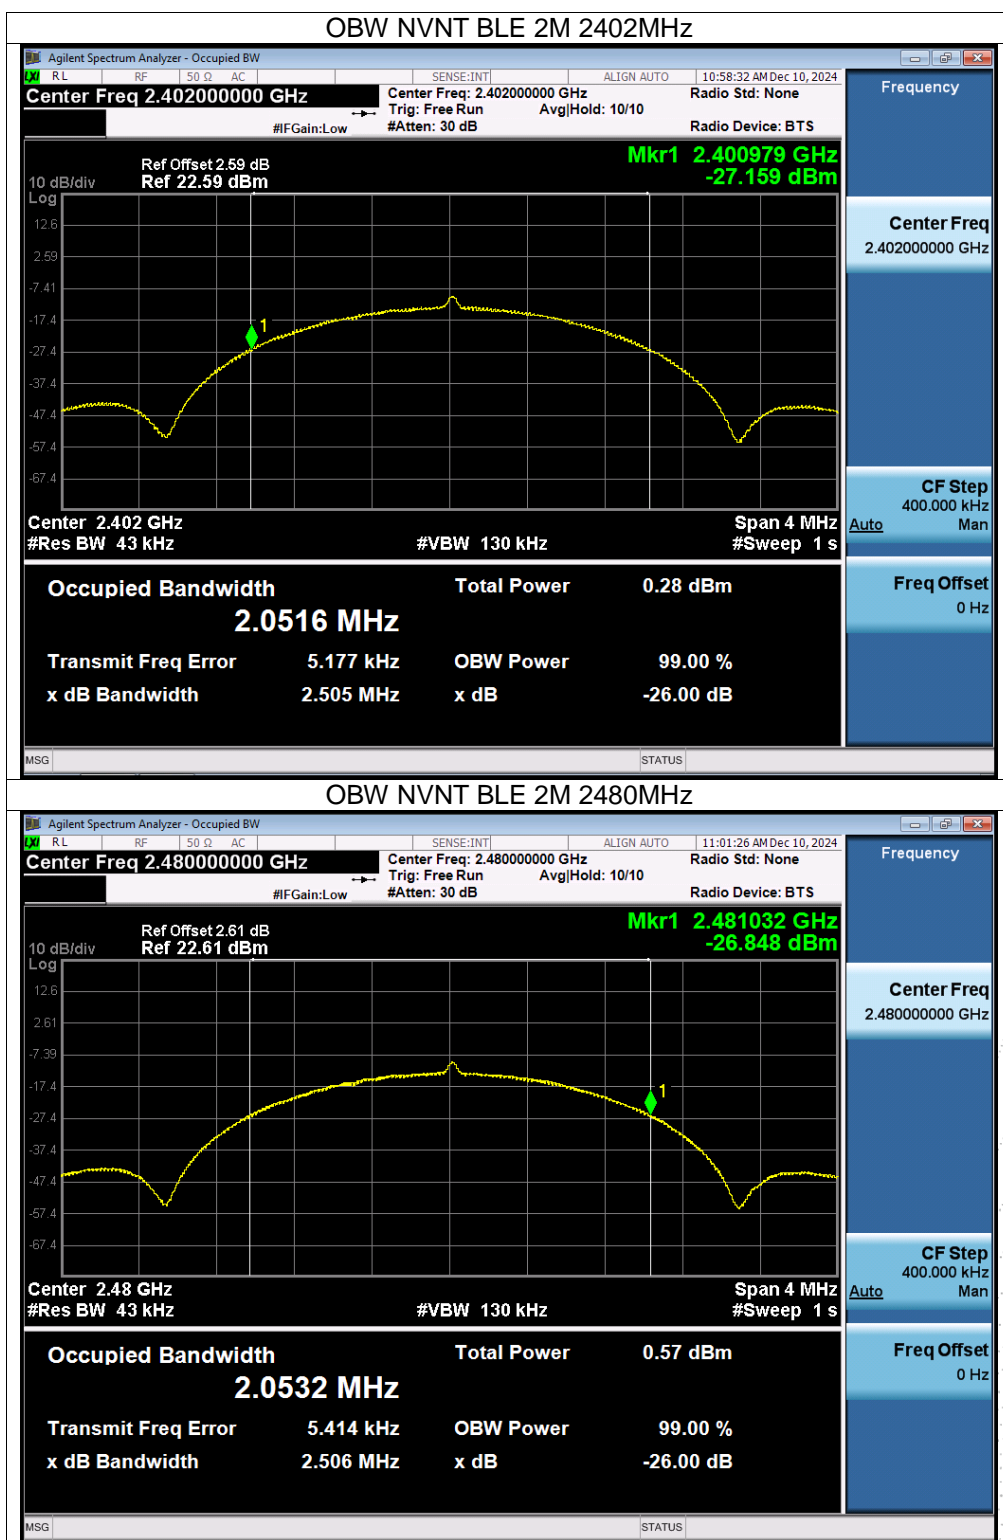 OBW NVNT BLE 2M 2402MHz
Agilent Spectrum Analyzer - Occupied BW
LXI RL RF 50 Ω AC SENSE:INT ALIGN AUTO 10:58:32 AM Dec 10, 2024
Center Freq 2.402000000 GHz
Center Freq: 2.402000000 GHz Radio Std: None
Trig: Free Run Avg|Hold: 10/10
#IFGain:Low #Atten: 30 dB Radio Device: BTS
Mkr1 2.400979 GHz
-27.159 dBm
Ref Offset 2.59 dB
10 dB/div Ref 22.59 dBm
Log
12.6
2.59
-7.41
-17.4
-27.4
-37.4
-47.4
-57.4
-67.4
1
Center 2.402 GHz Span 4 MHz
#Res BW 43 kHz #VBW 130 kHz #Sweep 1 s
Occupied Bandwidth Total Power 0.28 dBm
2.0516 MHz
Transmit Freq Error 5.177 kHz OBW Power 99.00 %
x dB Bandwidth 2.505 MHz x dB -26.00 dB
MSG STATUS
Frequency
Center Freq
2.402000000 GHz
CF Step
400.000 kHz
Auto Man
Freq Offset
0 Hz
OBW NVNT BLE 2M 2480MHz
Agilent Spectrum Analyzer - Occupied BW
LXI RL RF 50 Ω AC SENSE:INT ALIGN AUTO 11:01:26 AM Dec 10, 2024
Center Freq 2.480000000 GHz
Center Freq: 2.480000000 GHz Radio Std: None
Trig: Free Run Avg|Hold: 10/10
#IFGain:Low #Atten: 30 dB Radio Device: BTS
Mkr1 2.481032 GHz
-26.848 dBm
Ref Offset 2.61 dB
10 dB/div Ref 22.61 dBm
Log
12.6
2.61
-7.39
-17.4
-27.4
-37.4
-47.4
-57.4
-67.4
1
Center 2.48 GHz Span 4 MHz
#Res BW 43 kHz #VBW 130 kHz #Sweep 1 s
Occupied Bandwidth Total Power 0.57 dBm
2.0532 MHz
Transmit Freq Error 5.414 kHz OBW Power 99.00 %
x dB Bandwidth 2.506 MHz x dB -26.00 dB
MSG STATUS
Frequency
Center Freq
2.480000000 GHz
CF Step
400.000 kHz
Auto Man
Freq Offset
0 Hz